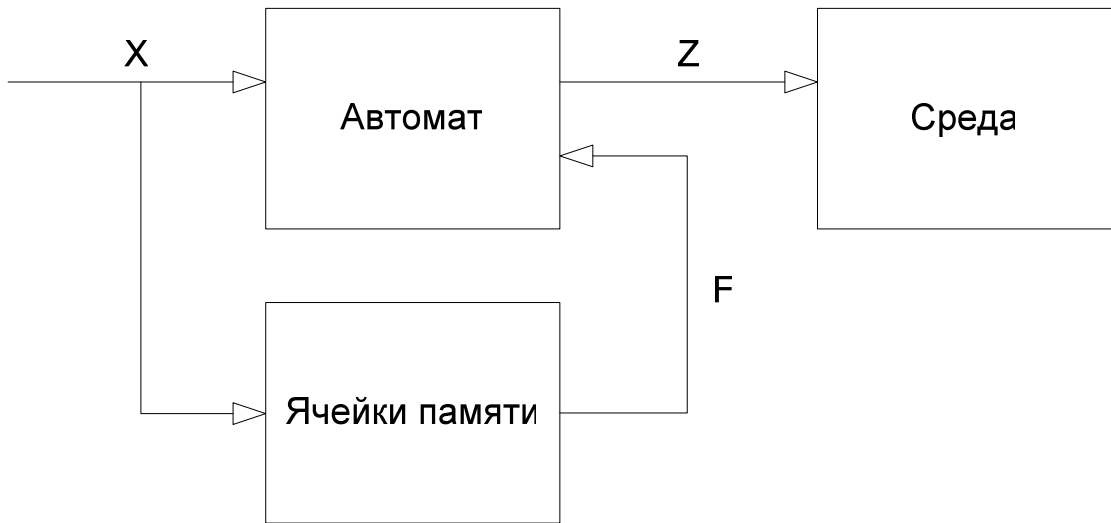 X
Автомат
Z
Среда
F
Ячейки памяти